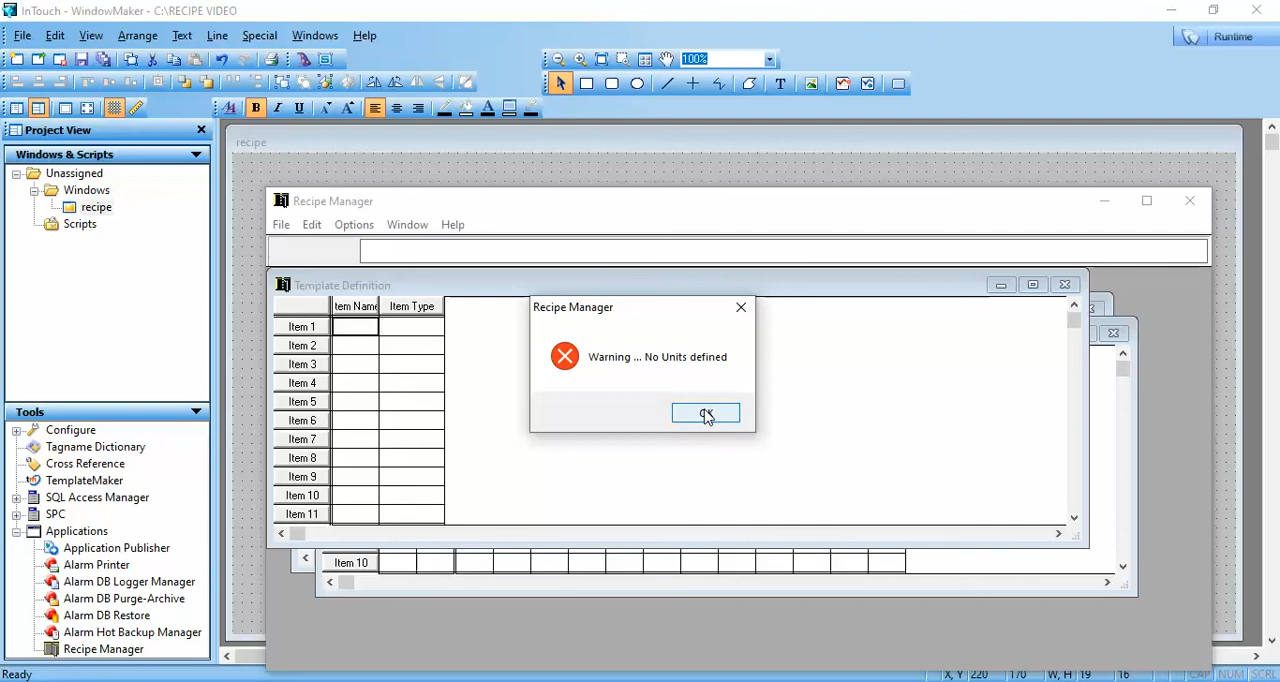 InTouch - WindowMaker - C:\RECIPE VIDEO
File Edit View Arrange Text Line Special Windows Help
Runtime
100%
Project View
Windows & Scripts
Unassigned
Windows
recipe
Scripts
Tools
Configure
Tagname Dictionary
Cross Reference
TemplateMaker
SQL Access Manager
SPC
Applications
Application Publisher
Alarm Printer
Alarm DB Logger Manager
Alarm DB Purge-Archive
Alarm DB Restore
Alarm Hot Backup Manager
Recipe Manager
recipe
Recipe Manager
File Edit Options Window Help
Template Definition
tem Name Item Type
Item 1
Item 2
Item 3
Item 4
Item 5
Item 6
Item 7
Item 8
Item 9
Item 10
Item 11
Item 10
Recipe Manager
Warning ... No Units defined
OK
Ready
X, Y 220 170 W, H 19 16 CAP NUM SCRL